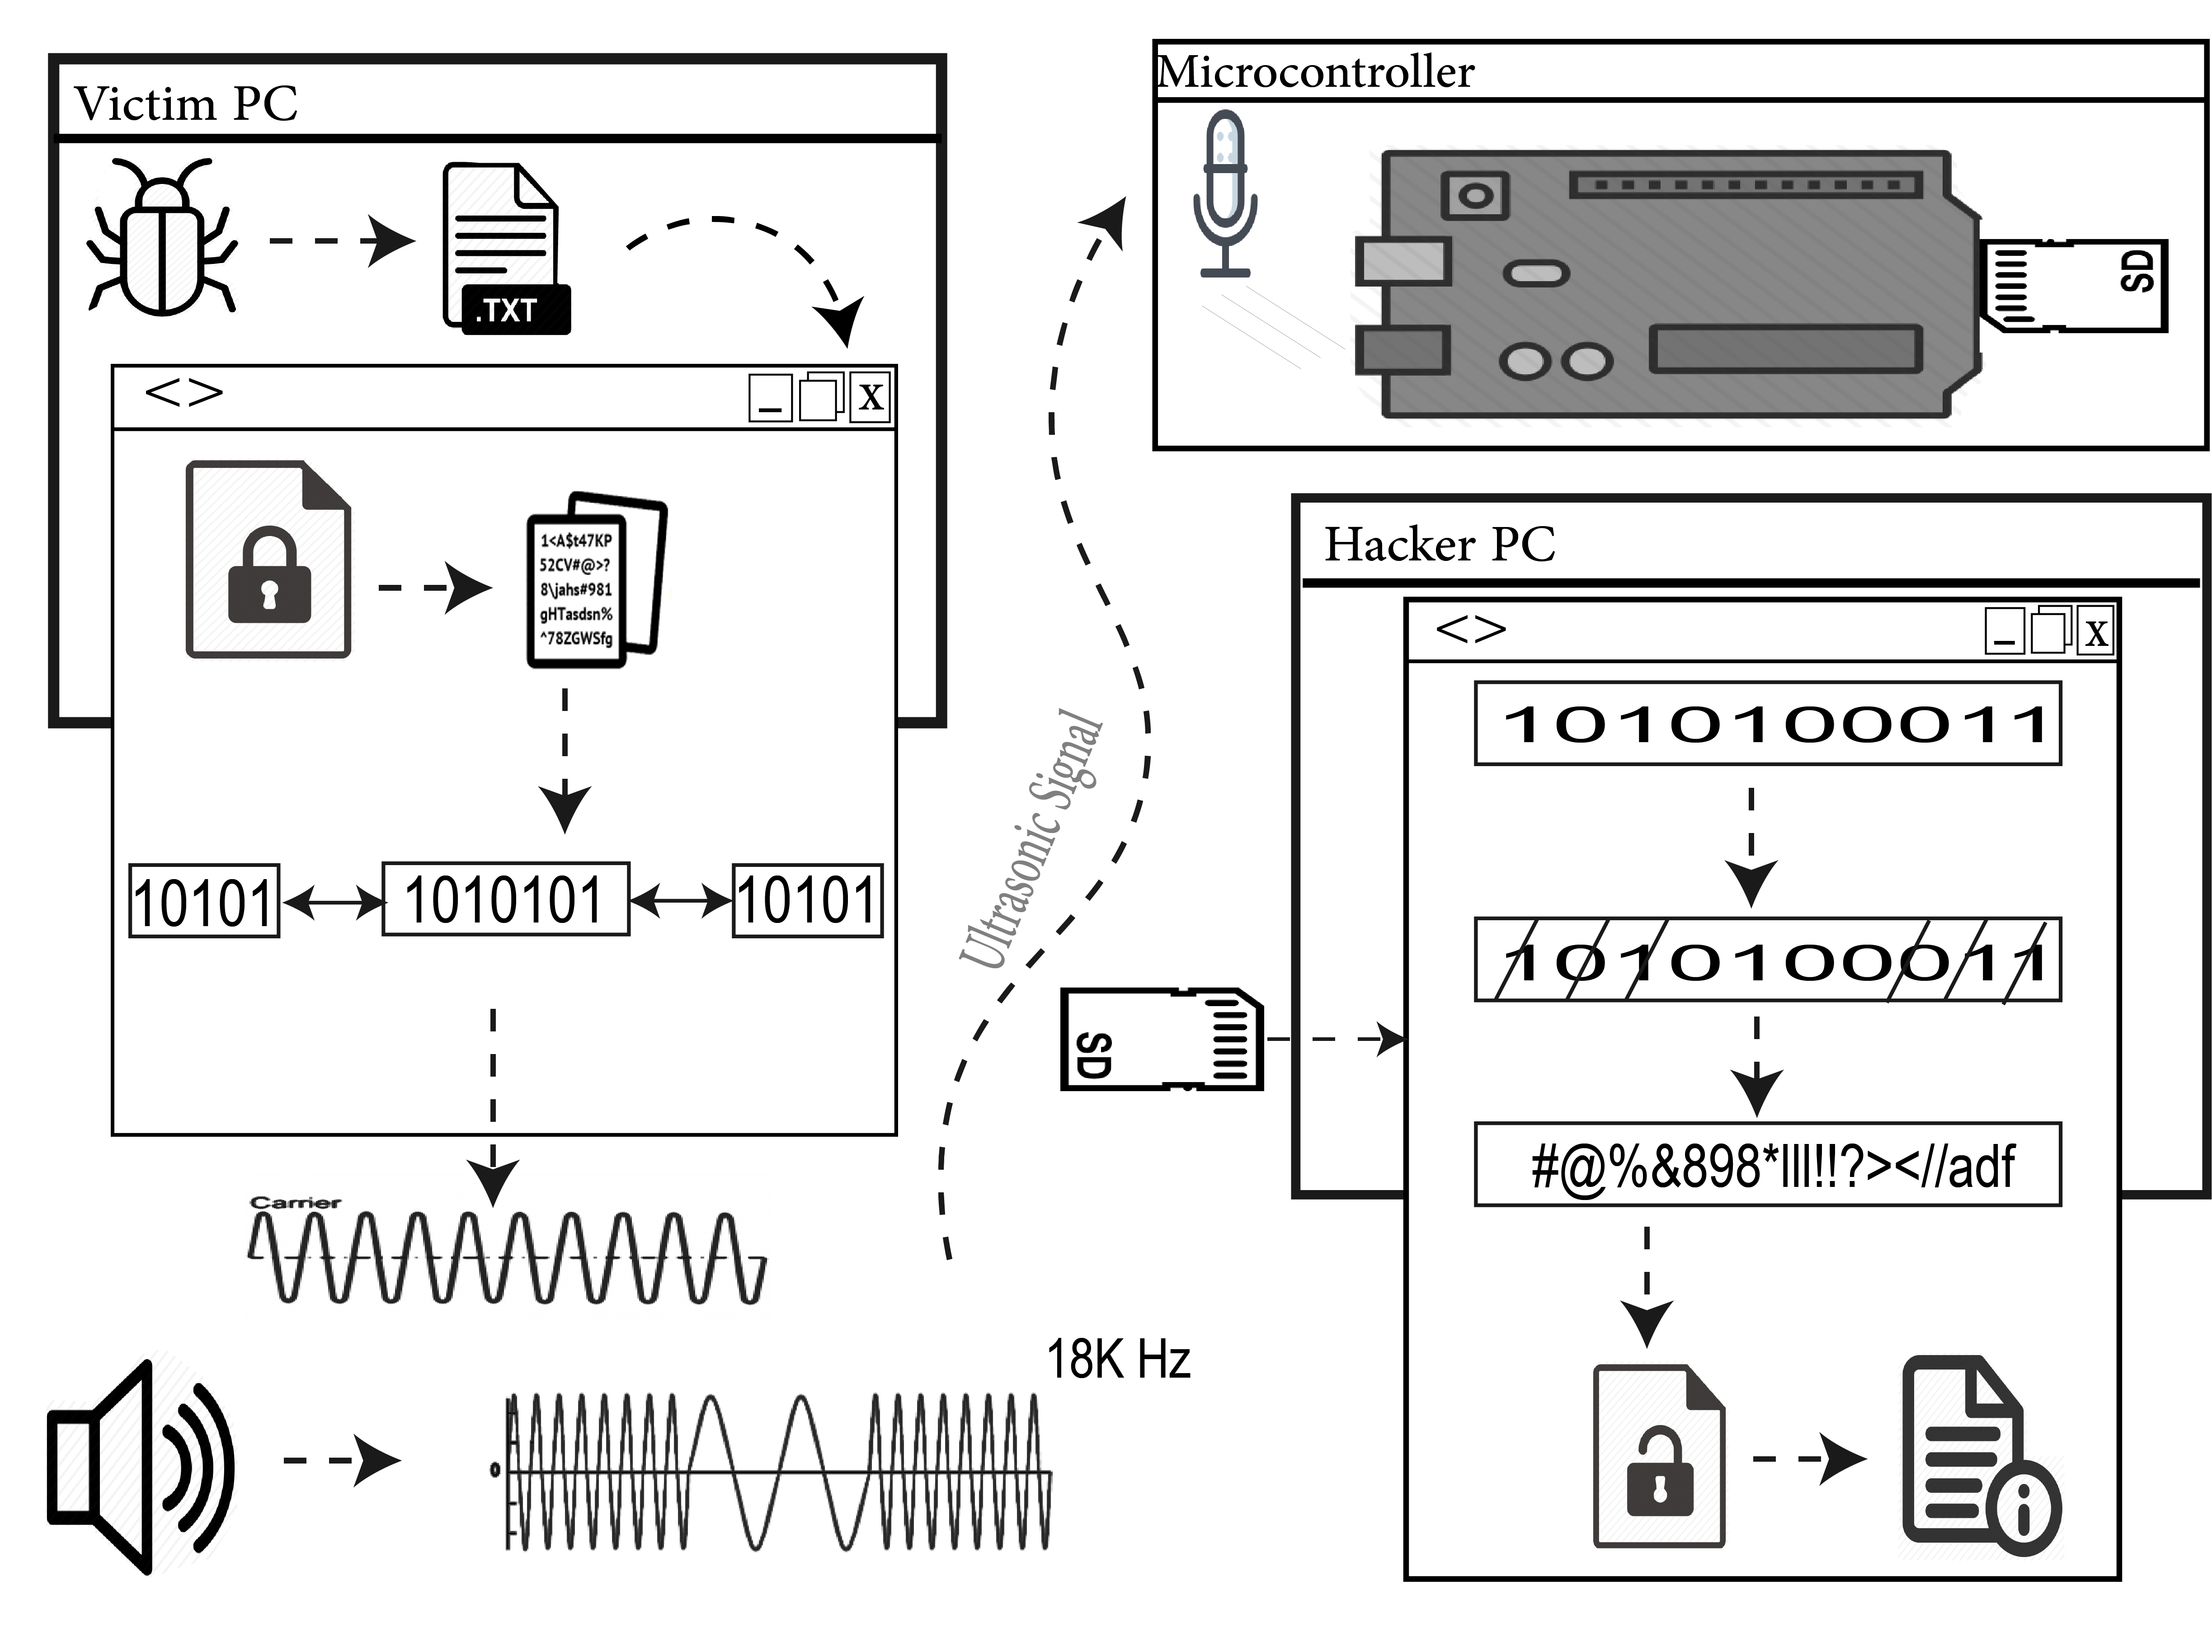 Victim PC
.TXT
<>
_
X
1<A$t47KP
52CV#@>?
8\jahs#981
gHTasdsn%
^78ZGWSfg
10101
1010101
10101
Carrier
0
18K Hz
Ultrasonic Signal
Microcontroller
SD
SD
Hacker PC
<>
_
X
1010100011
1010100011
#@%&898*lll!!?><//adf